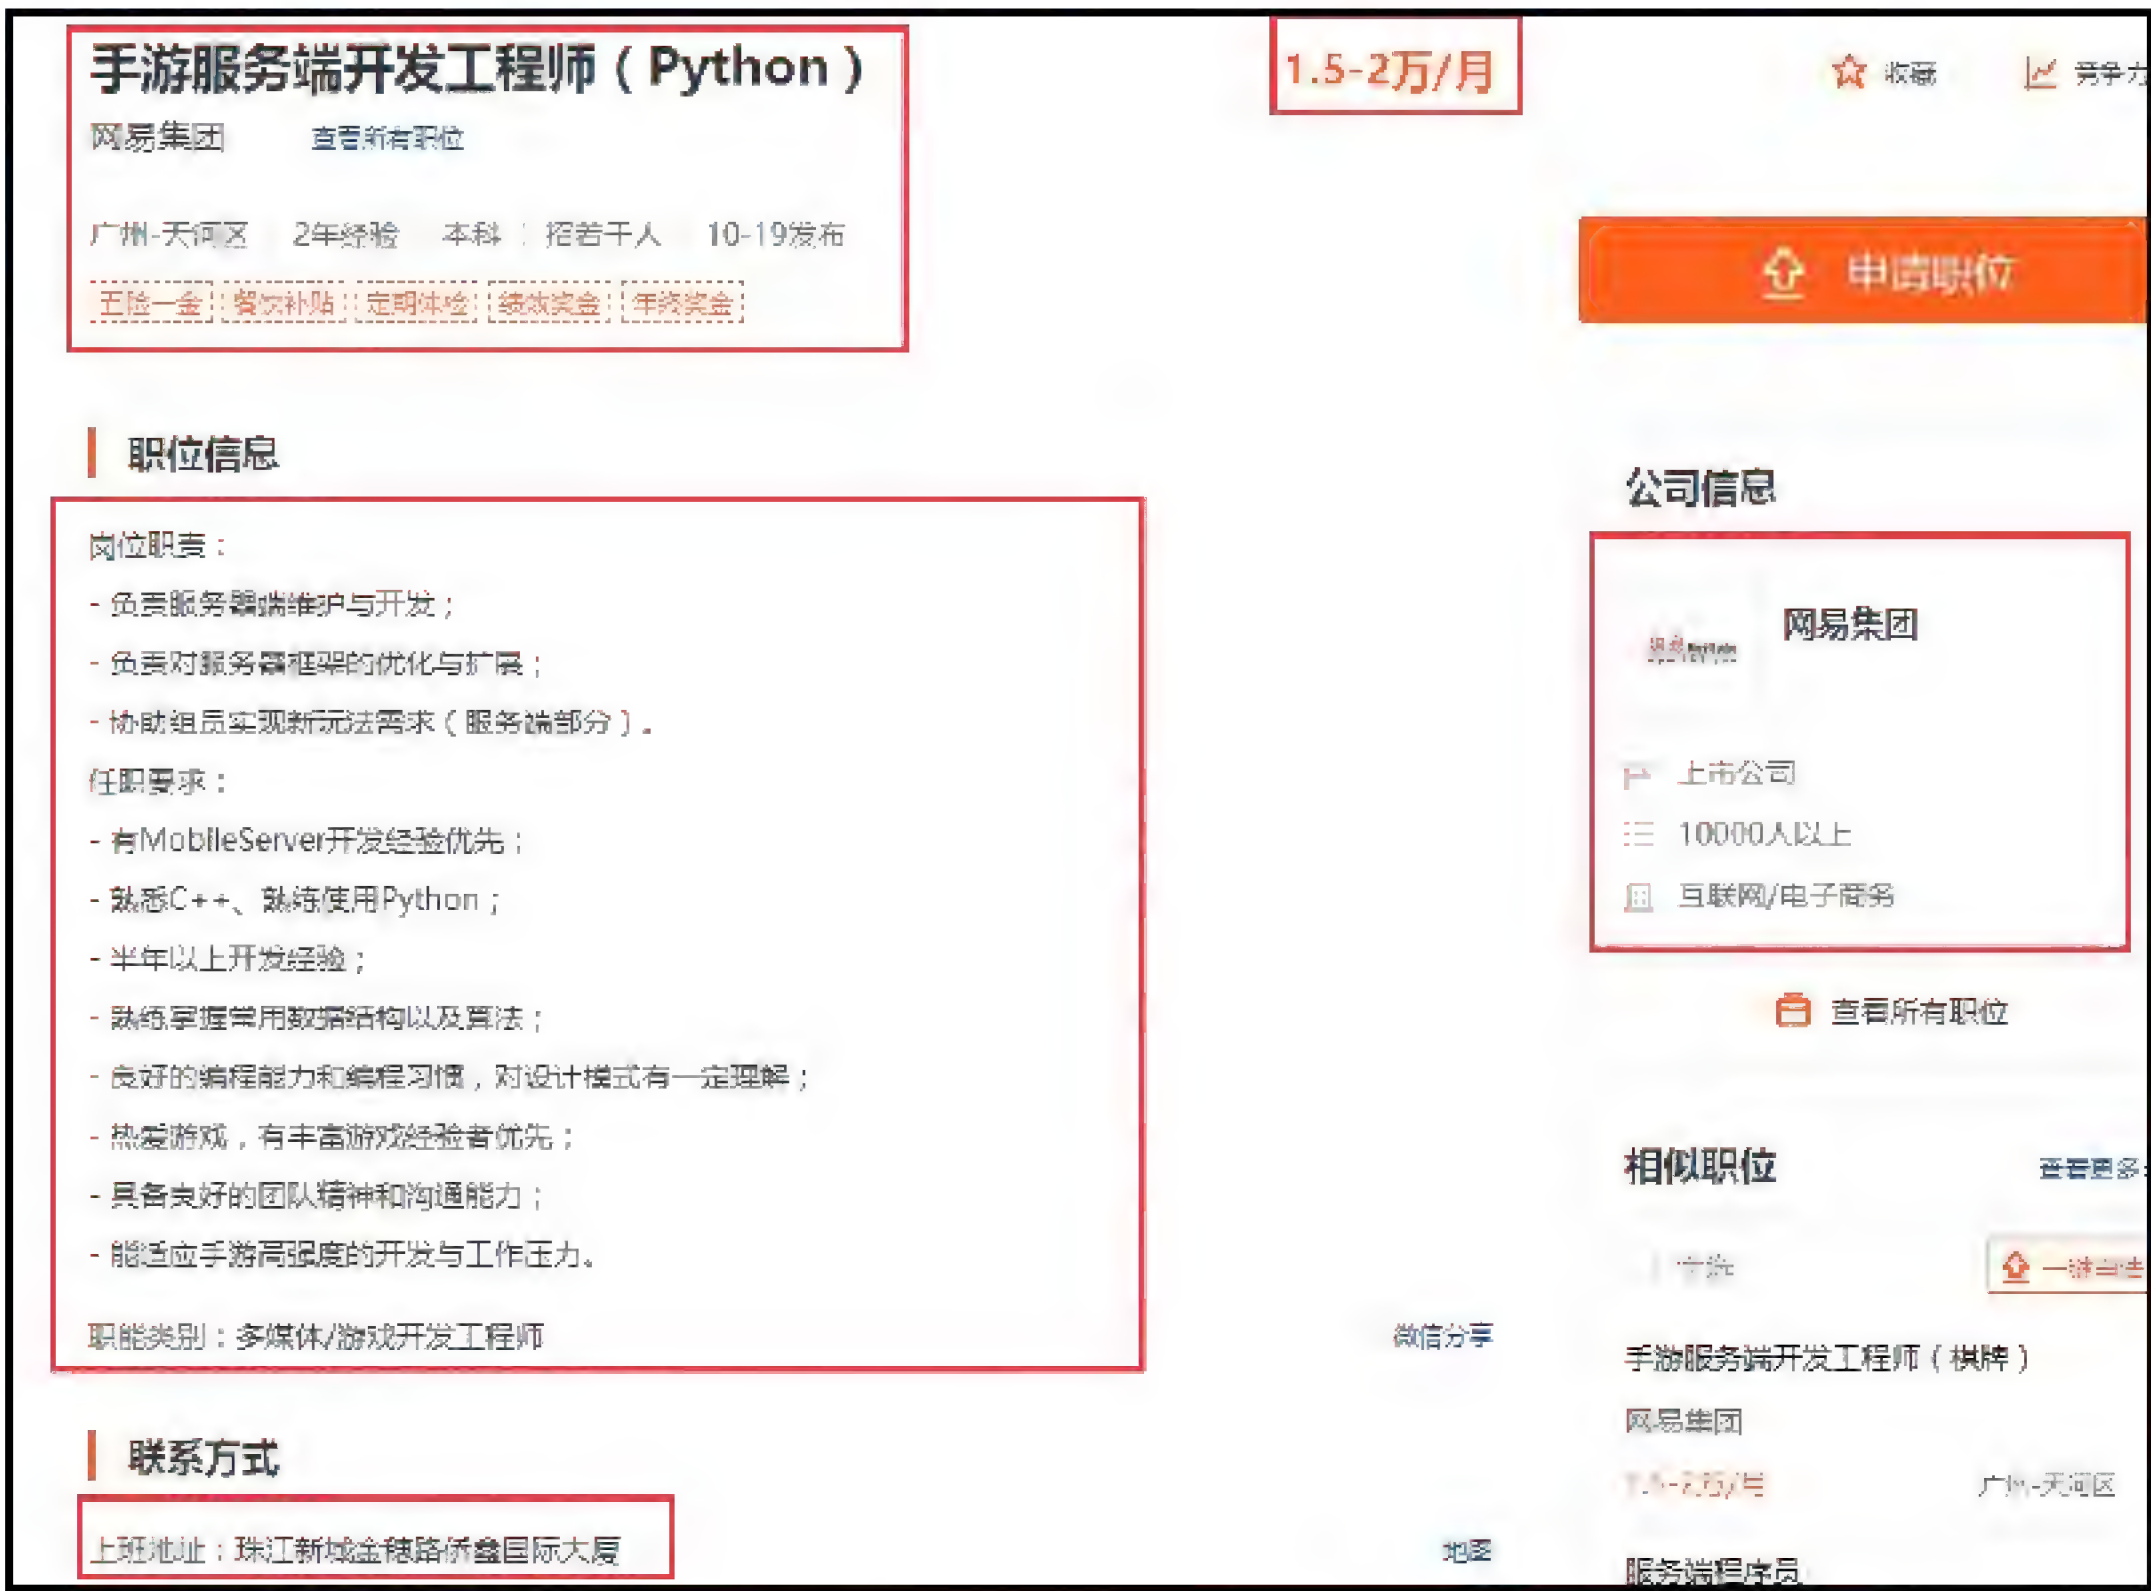 手游服务端开发工程师（Python）
网易集团 查看所有职位
广州-天河区 2年经验 本科 招若干人 10-19发布
五险一金 餐饮补贴 定期体检 绩效奖金 年终奖金
1.5-2万/月
收藏 竞争力
申请职位
职位信息
岗位职责：
- 负责服务器端维护与开发；
- 负责对服务器框架的优化与扩展；
- 协助组员实现新玩法需求（服务端部分）。
任职要求：
- 有MobileServer开发经验优先；
- 熟悉C++、熟练使用Python；
- 半年以上开发经验；
- 熟练掌握常用数据结构以及算法；
- 良好的编程能力和编程习惯，对设计模式有一定理解；
- 热爱游戏，有丰富游戏经验者优先；
- 具备良好的团队精神和沟通能力；
- 能适应手游高强度的开发与工作压力。
职能类别：多媒体/游戏开发工程师
微信分享
联系方式
上班地址：珠江新城金穗路侨鑫国际大厦
地图
公司信息
网易集团
上市公司
10000人以上
互联网/电子商务
查看所有职位
相似职位 查看更多
全选
手游服务端开发工程师（棋牌）
网易集团
1.5-2万/月 广州-天河区
服务端程序员